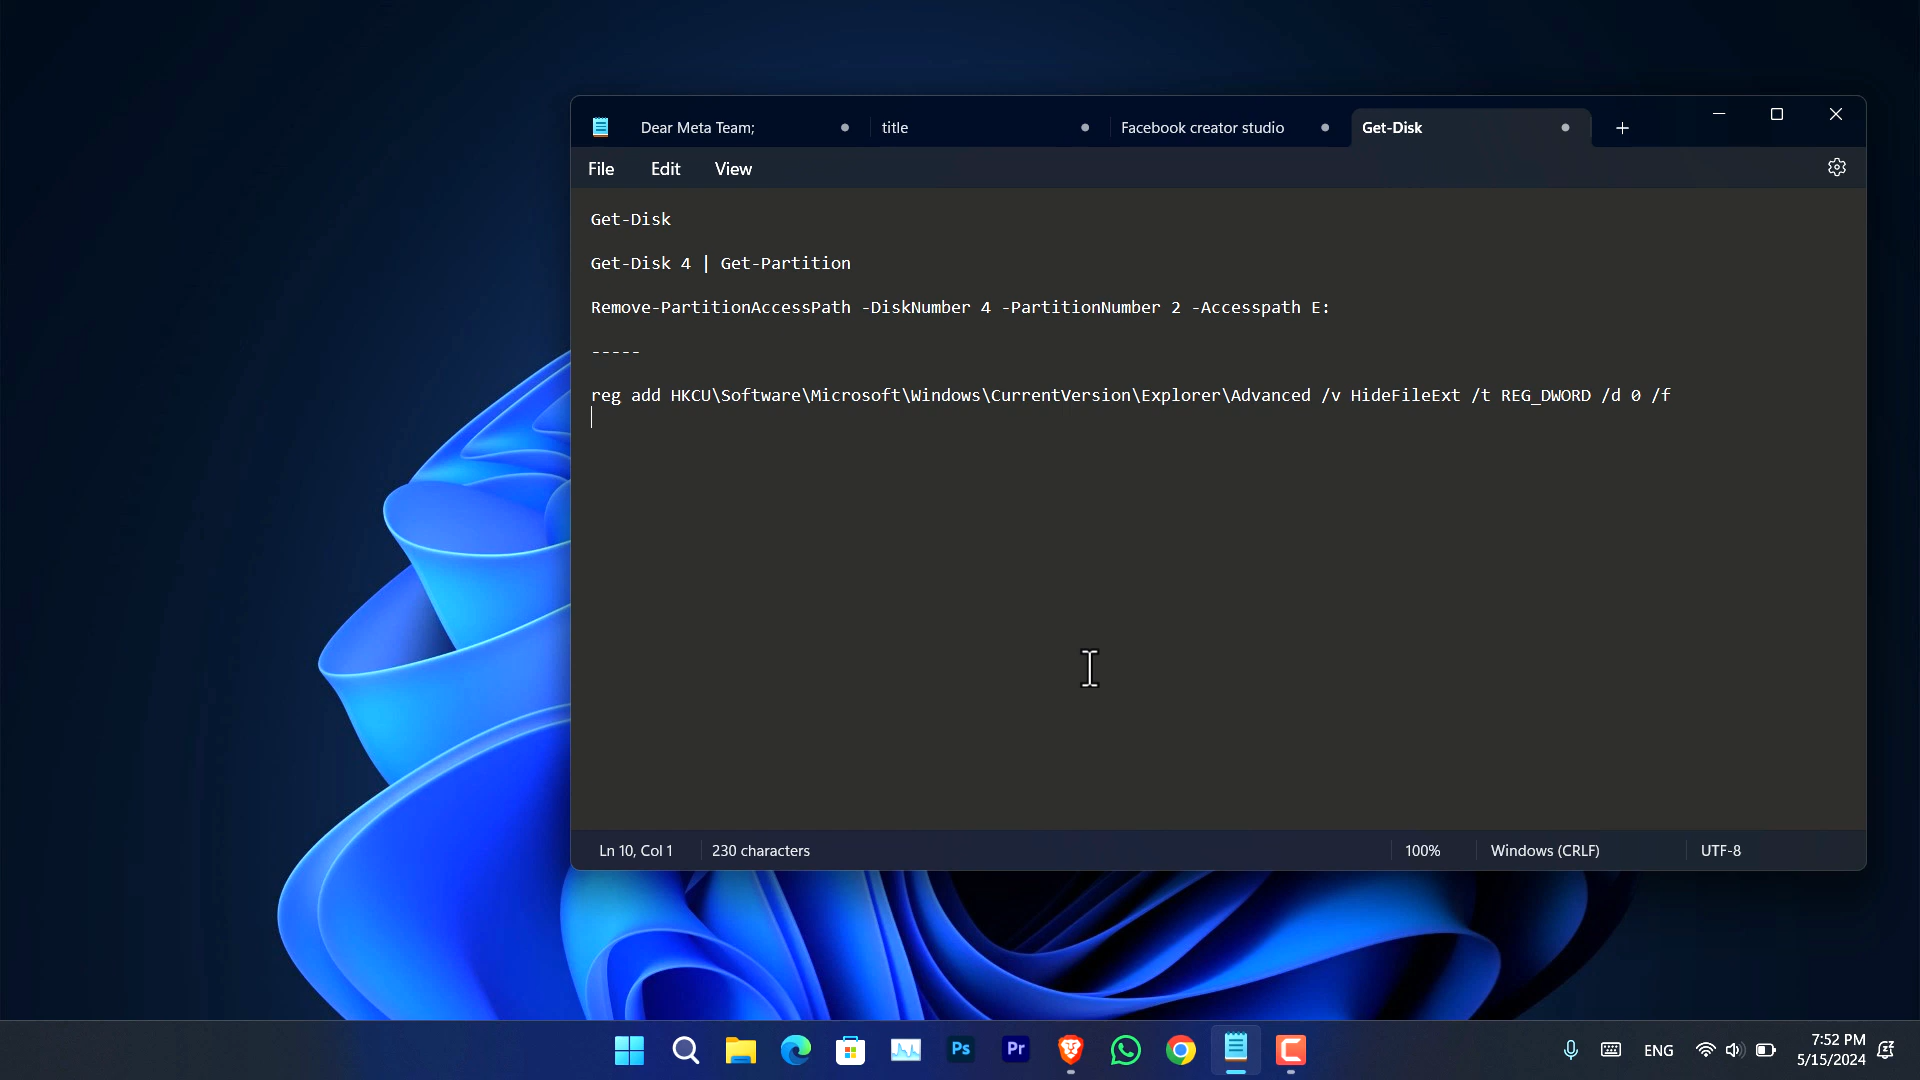 Dear Meta Team;
title
Facebook creator studio
Get-Disk
File Edit View
Get-Disk
Get-Disk 4 | Get-Partition
Remove-PartitionAccessPath -DiskNumber 4 -PartitionNumber 2 -Accesspath E:
-----
reg add HKCU\Software\Microsoft\Windows\CurrentVersion\Explorer\Advanced /v HideFileExt /t REG_DWORD /d 0 /f
Ln 10, Col 1 230 characters 100% Windows (CRLF) UTF-8
Ps
Pr
ENG
7:52 PM
5/15/2024